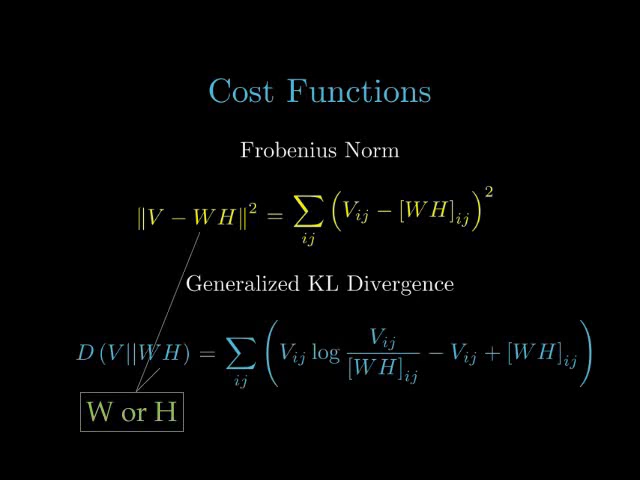 Cost Functions
Frobenius Norm
‖V − WH‖² = ∑_{ij} (V_{ij} − [WH]_{ij})²
Generalized KL Divergence
D (V||WH) = ∑_{ij} (V_{ij} log \frac{V_{ij}}{[WH]_{ij}} − V_{ij} + [WH]_{ij})
W or H